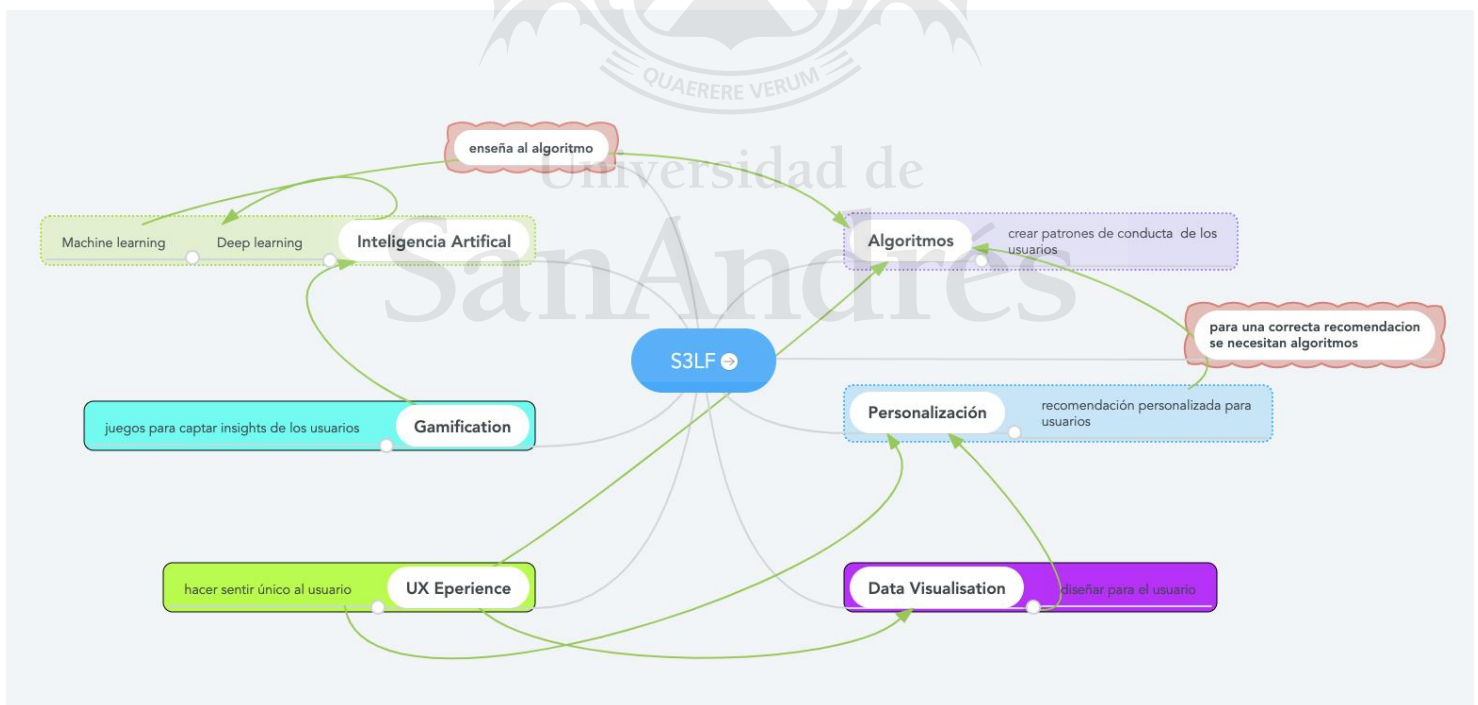 QUAERERE VERUM
Universidad de
SanAndrés
enseña al algoritmo
Machine learning
Deep learning
Inteligencia Artifical
Algoritmos
crear patrones de conducta de los
usuarios
para una correcta recomendacion
se necesitan algoritmos
S3LF
juegos para captar insights de los usuarios
Gamification
Personalización
recomendación personalizada para
usuarios
hacer sentir único al usuario
UX Eperience
Data Visualisation
diseñar para el usuario